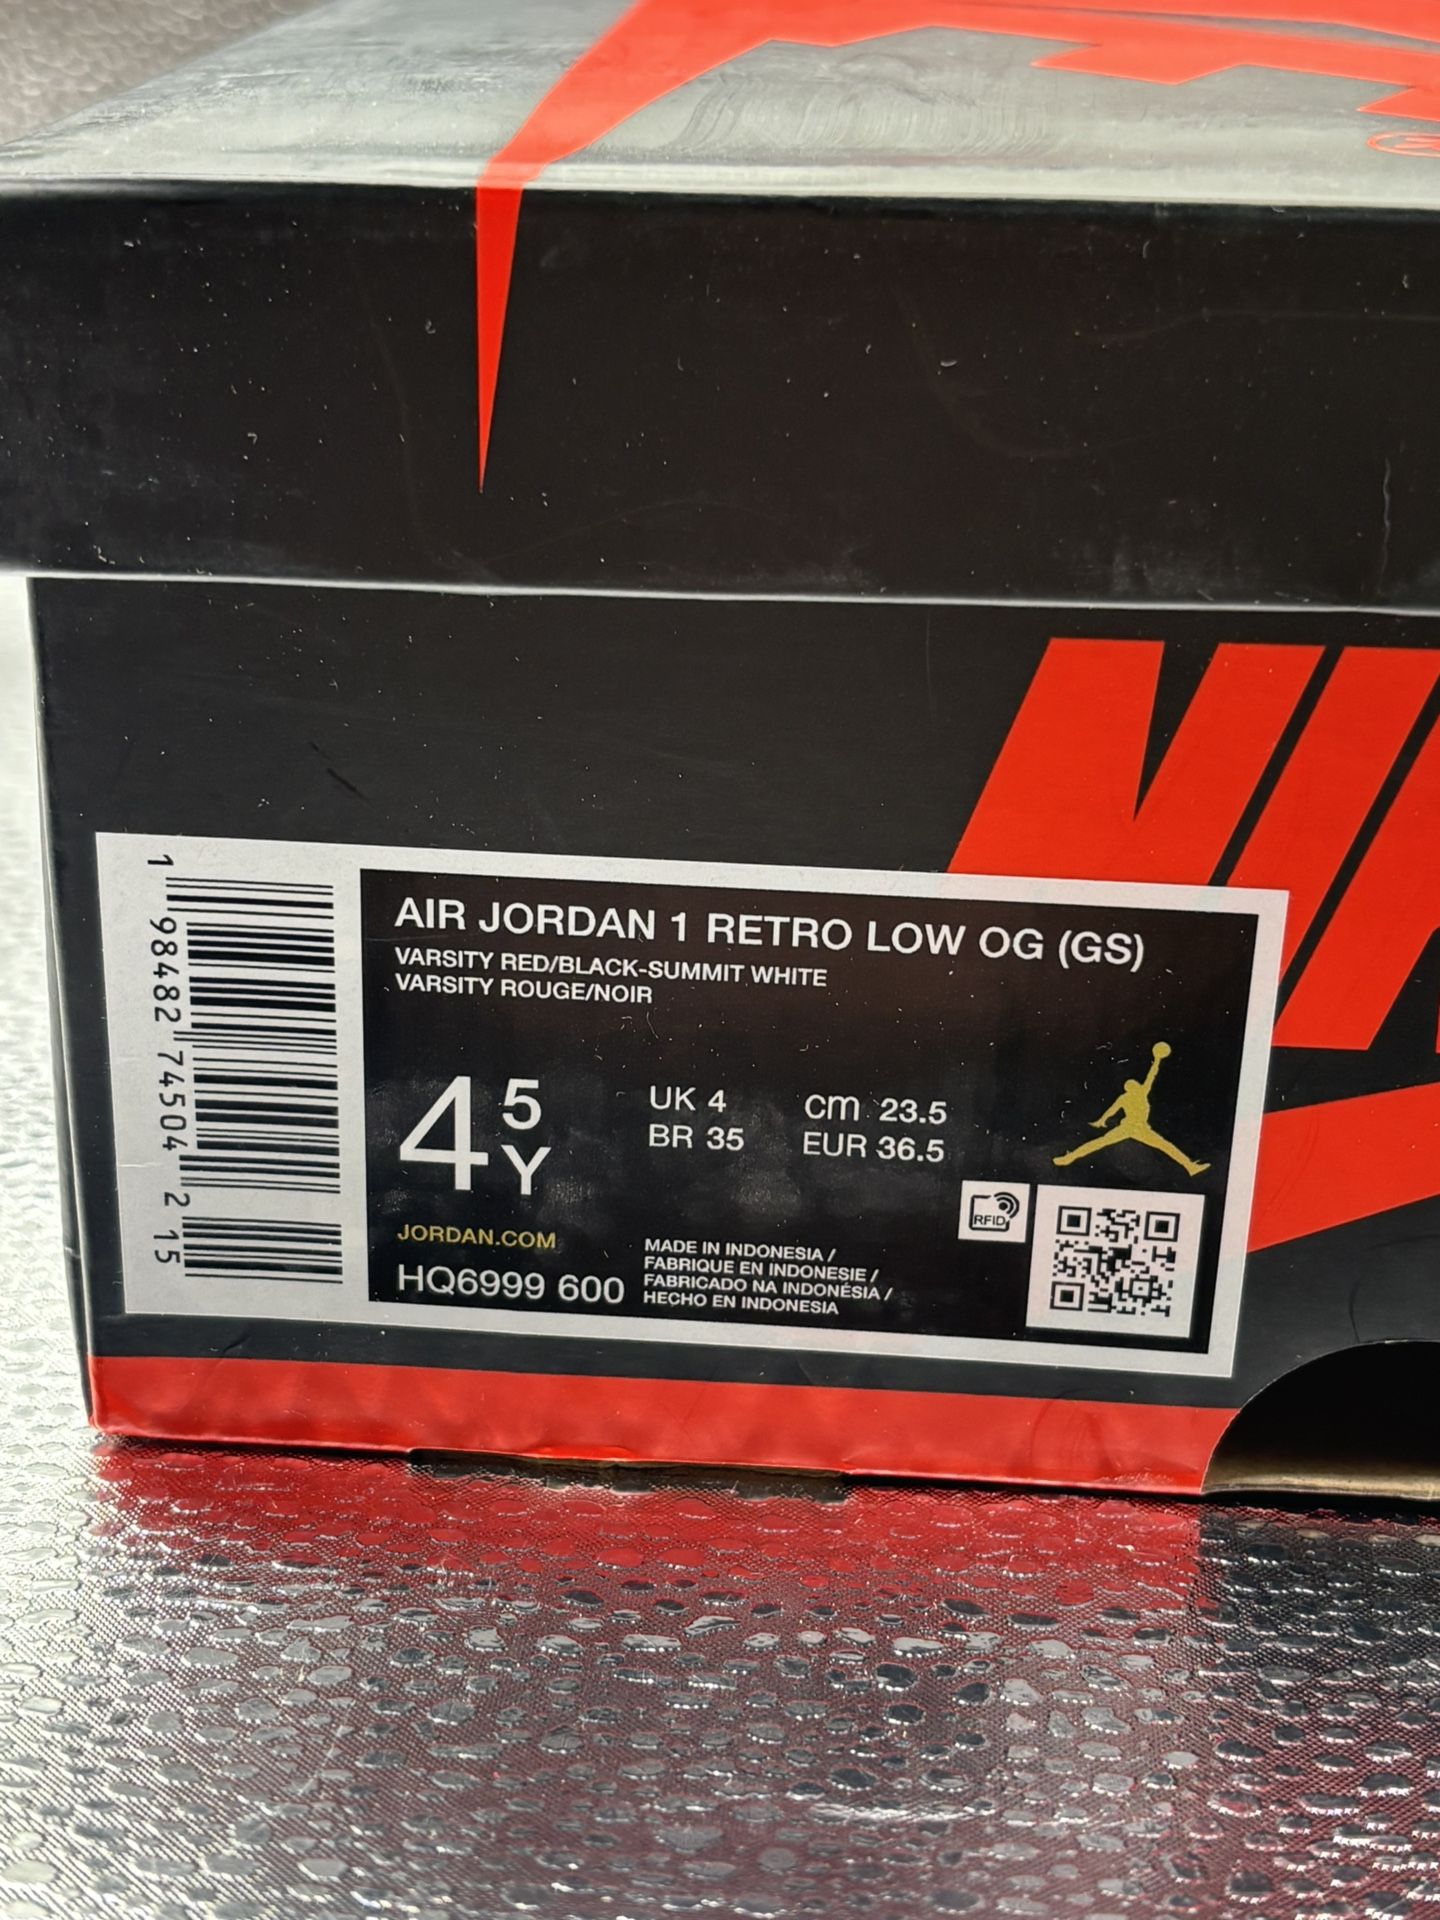 NIK
AIR JORDAN 1 RETRO LOW OG (GS)
VARSITY RED/BLACK-SUMMIT WHITE
VARSITY ROUGE/NOIR
4 5 Y
UK 4
BR 35
cm 23.5
EUR 36.5
RFID
JORDAN.COM
HQ6999 600
MADE IN INDONESIA /
FABRIQUE EN INDONESIE /
FABRICADO NA INDONÉSIA /
HECHO EN INDONESIA
1 98482 74504 2 15